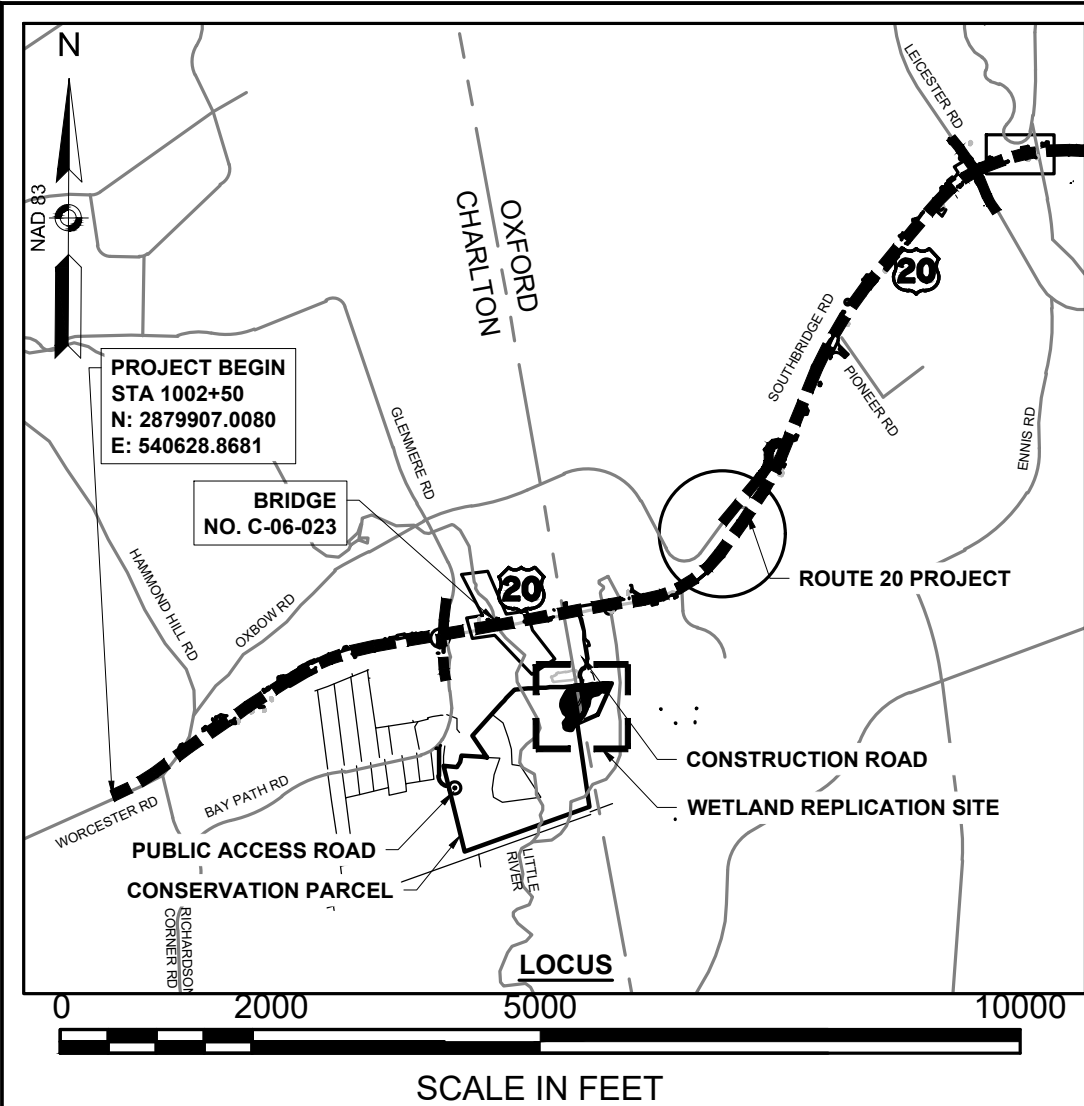 N
NAD 83
LEICESTER RD
OXFORD
CHARLTON
20
SOUTHBRIDGE RD
PIONEER RD
ENNIS RD
PROJECT BEGIN
STA 1002+50
N: 2879907.0080
E: 540628.8681
GLENMERE RD
BRIDGE
NO. C-06-023
HAMMOND HILL RD
OXBOW RD
20
ROUTE 20 PROJECT
CONSTRUCTION ROAD
WETLAND REPLICATION SITE
BAY PATH RD
WORCESTER RD
PUBLIC ACCESS ROAD
CONSERVATION PARCEL
LITTLE
RIVER
RICHARDSON
CORNER RD
LOCUS
0 2000 5000 10000
SCALE IN FEET